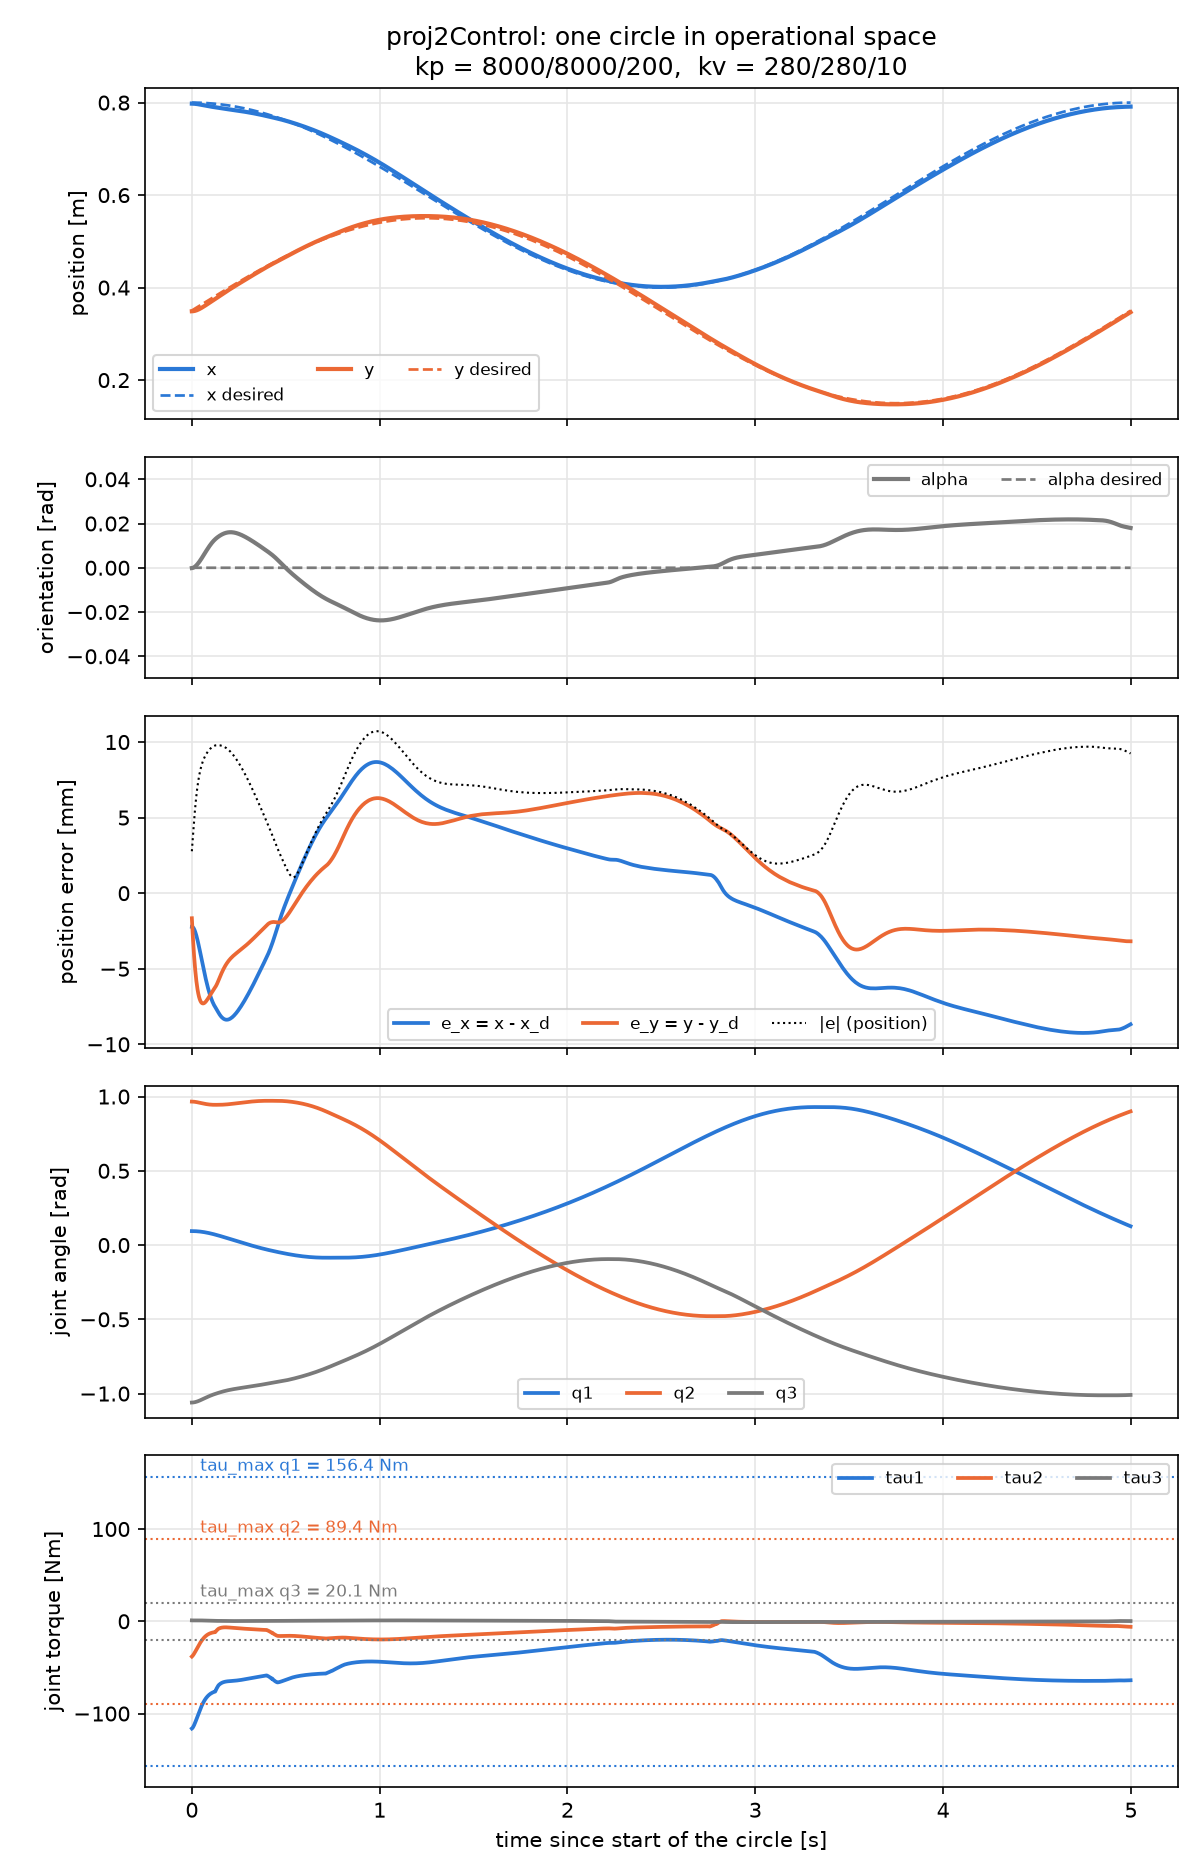 proj2Control: one circle in operational space
kp = 8000/8000/200,  kv = 280/280/10
position [m]
0.8
0.6
0.4
0.2
x
x desired
y
y desired
orientation [rad]
0.04
0.02
0.00
−0.02
−0.04
alpha
alpha desired
position error [mm]
10
5
0
−5
−10
e_x = x - x_d
e_y = y - y_d
|e| (position)
joint angle [rad]
1.0
0.5
0.0
−0.5
−1.0
q1
q2
q3
joint torque [Nm]
100
0
−100
tau_max q1 = 156.4 Nm
tau_max q2 = 89.4 Nm
tau_max q3 = 20.1 Nm
tau1
tau2
tau3
0 1 2 3 4 5
time since start of the circle [s]